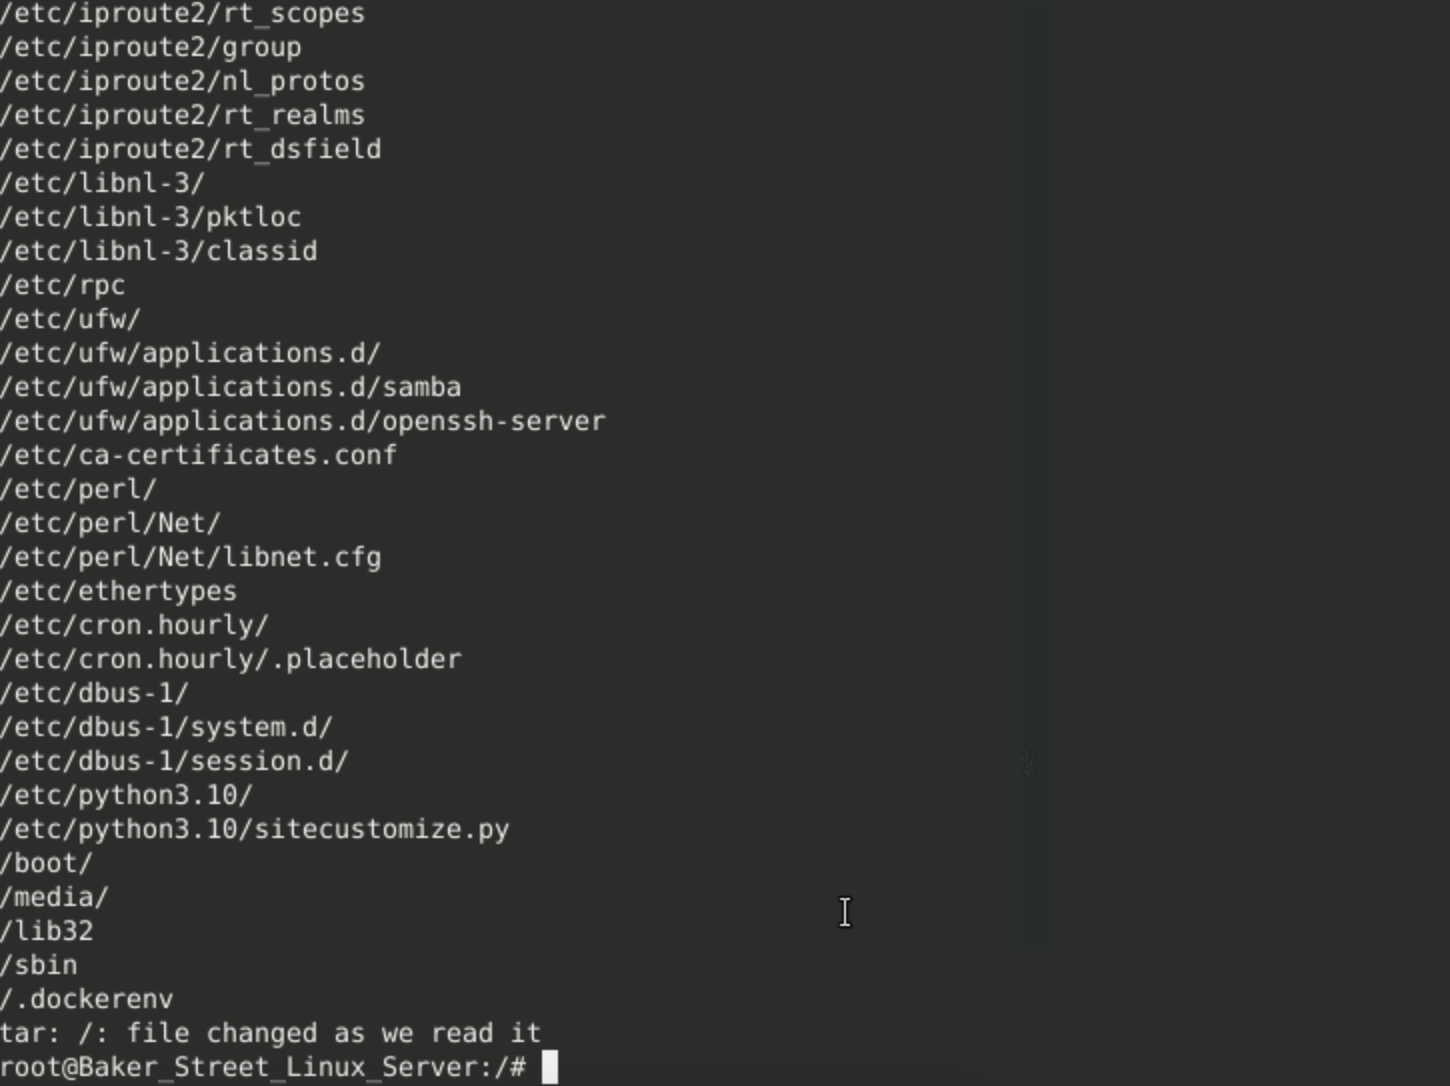 /etc/iproute2/rt_scopes
/etc/iproute2/group
/etc/iproute2/nl_protos
/etc/iproute2/rt_realms
/etc/iproute2/rt_dsfield
/etc/libnl-3/
/etc/libnl-3/pktloc
/etc/libnl-3/classid
/etc/rpc
/etc/ufw/
/etc/ufw/applications.d/
/etc/ufw/applications.d/samba
/etc/ufw/applications.d/openssh-server
/etc/ca-certificates.conf
/etc/perl/
/etc/perl/Net/
/etc/perl/Net/libnet.cfg
/etc/ethertypes
/etc/cron.hourly/
/etc/cron.hourly/.placeholder
/etc/dbus-1/
/etc/dbus-1/system.d/
/etc/dbus-1/session.d/
/etc/python3.10/
/etc/python3.10/sitecustomize.py
/boot/
/media/
/lib32
/sbin
/.dockerenv
tar: /: file changed as we read it
root@Baker_Street_Linux_Server:/#